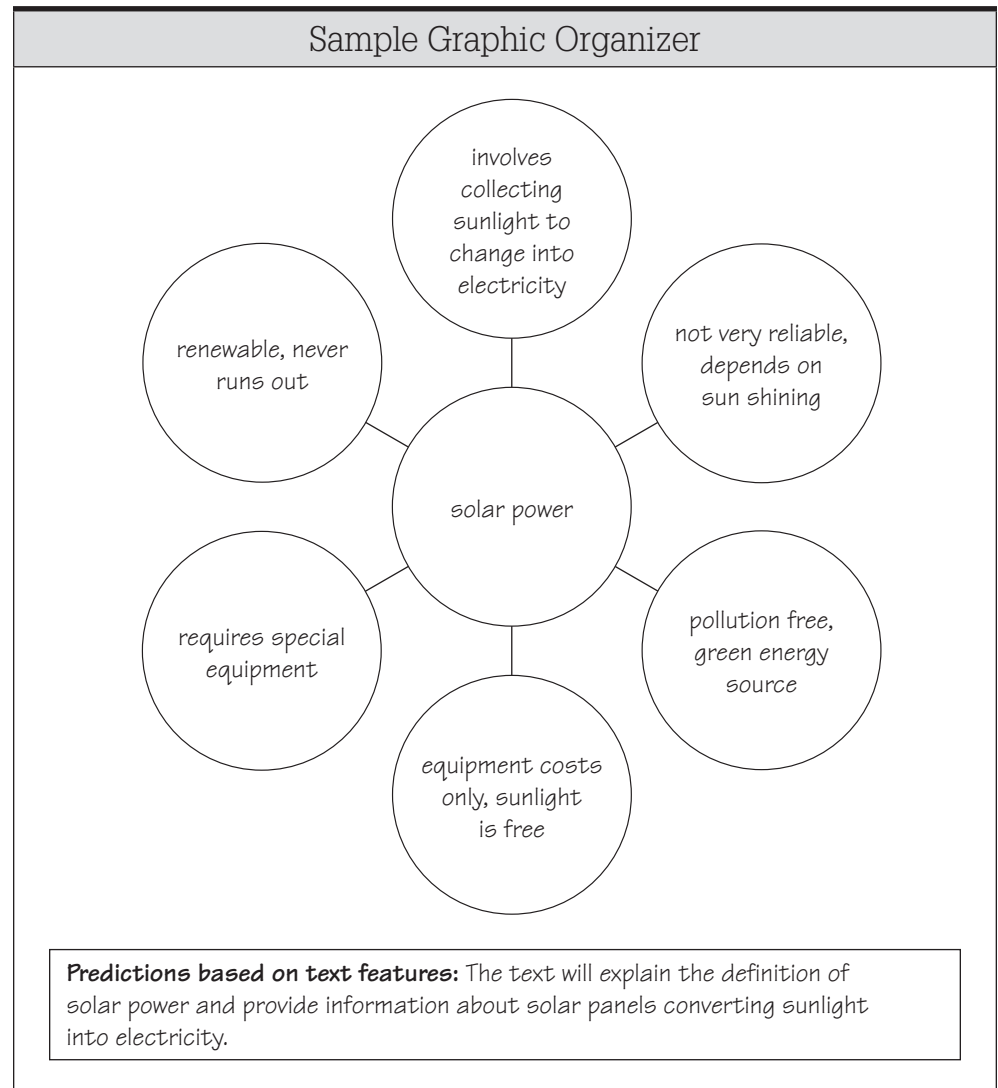 Sample Graphic Organizer
involves
collecting
sunlight to
change into
electricity
renewable, never
runs out
not very reliable,
depends on
sun shining
solar power
requires special
equipment
pollution free,
green energy
source
equipment costs
only, sunlight
is free
Predictions based on text features: The text will explain the definition of
solar power and provide information about solar panels converting sunlight
into electricity.